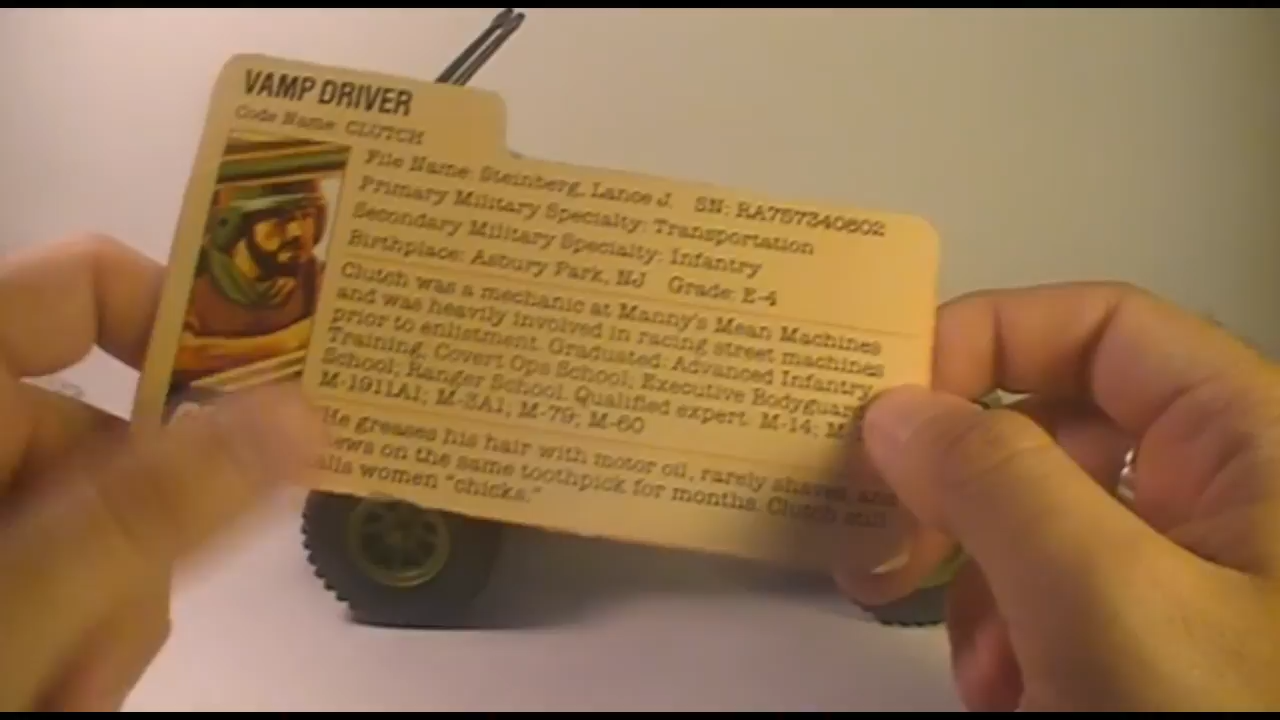 VAMP DRIVER
Code Name: CLUTCH
File Name: Steinberg, Lance J. SN: RA757340802
Primary Military Specialty: Transportation
Secondary Military Specialty: Infantry
Birthplace: Asbury Park, NJ Grade: E-4
Clutch was a mechanic at Manny's Mean Machines
and was heavily involved in racing street machines
prior to enlistment. Graduated: Advanced Infantry
Training, Covert Ops School, Executive Bodyguard
School; Ranger School. Qualified expert: M-14;
M-1911A1; M-3A1, M-79; M-60
He greases his hair with motor oil, rarely shaves and
on the same toothpick for months. Clutch still
women "chicks."